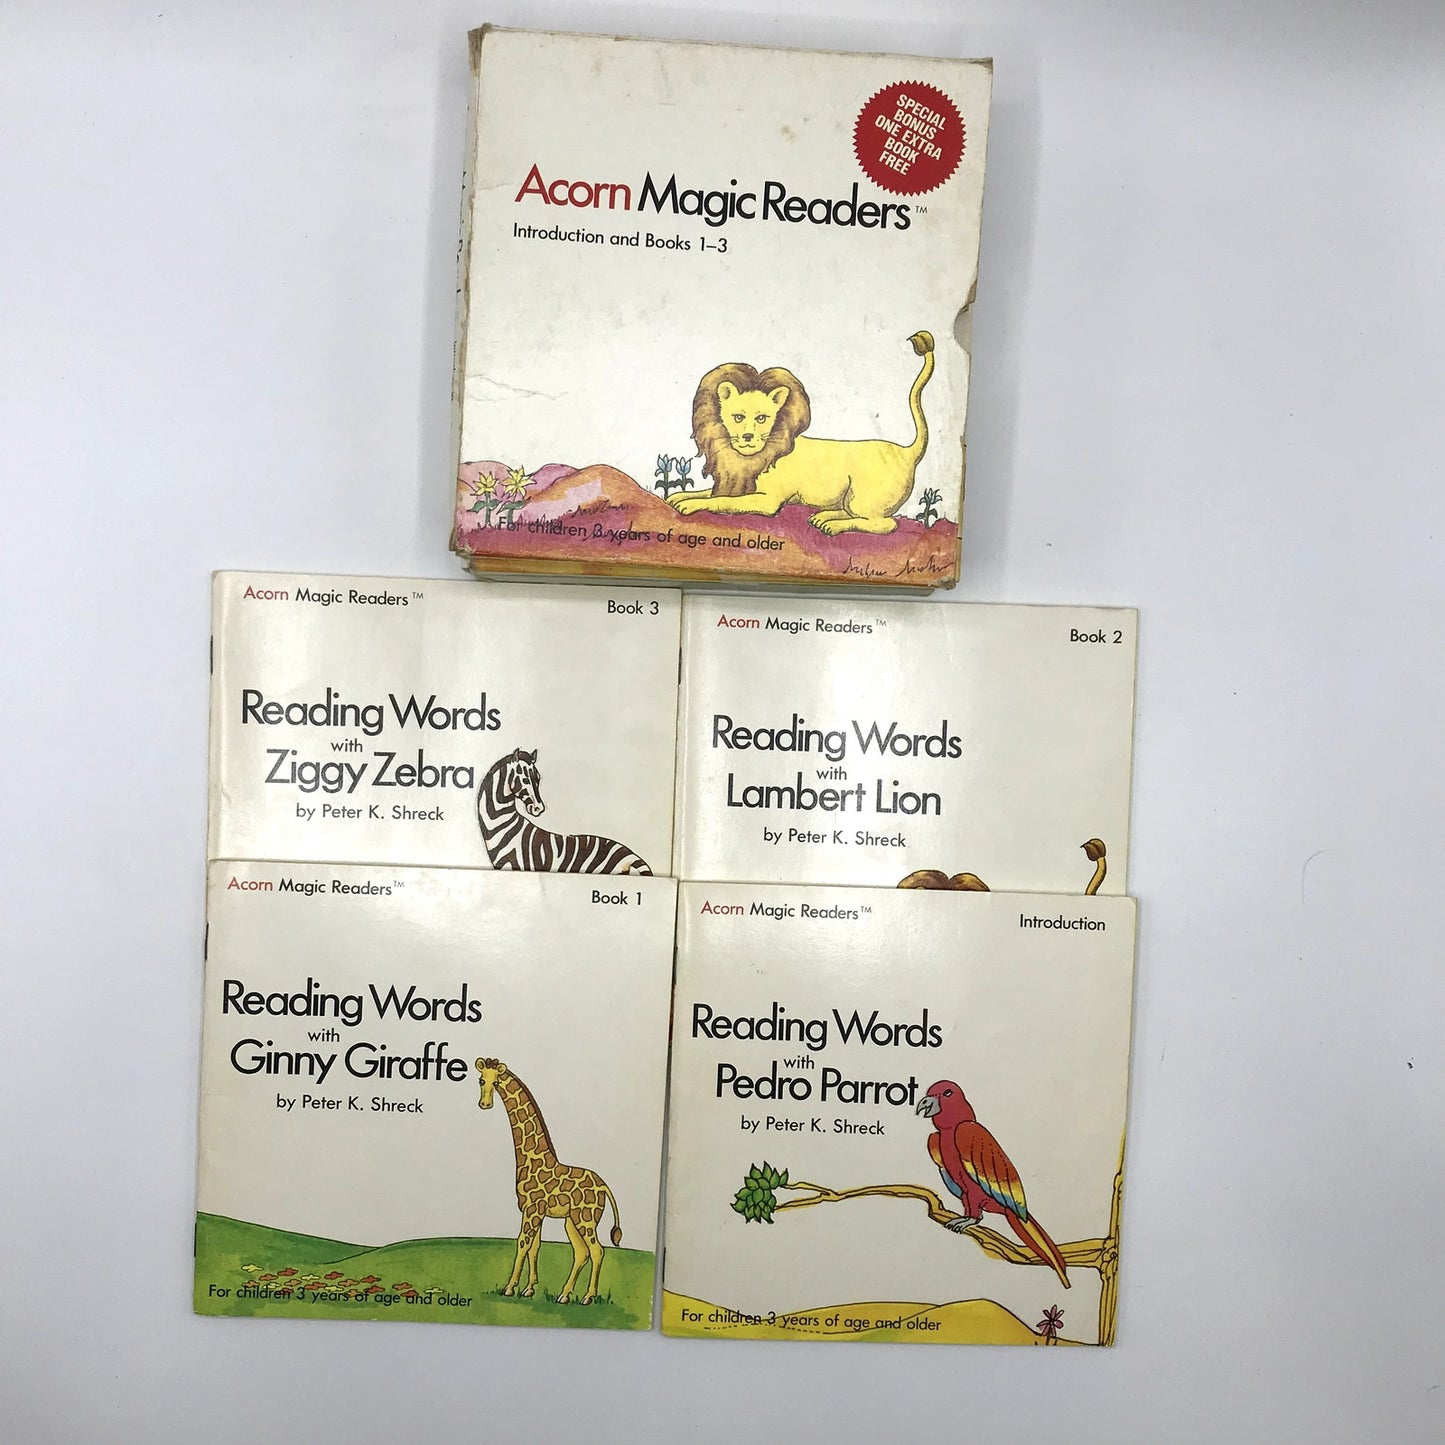 SPECIAL
BONUS
ONE EXTRA
BOOK
FREE
Acorn Magic Readers™
Introduction and Books 1–3
For children 3 years of age and older
Acorn Magic Readers™
Book 3
Reading Words
with
Ziggy Zebra
by Peter K. Shreck
Acorn Magic Readers™
Book 2
Reading Words
with
Lambert Lion
by Peter K. Shreck
Acorn Magic Readers™
Book 1
Reading Words
with
Ginny Giraffe
by Peter K. Shreck
For children 3 years of age and older
Acorn Magic Readers™
Introduction
Reading Words
with
Pedro Parrot
by Peter K. Shreck
For children 3 years of age and older